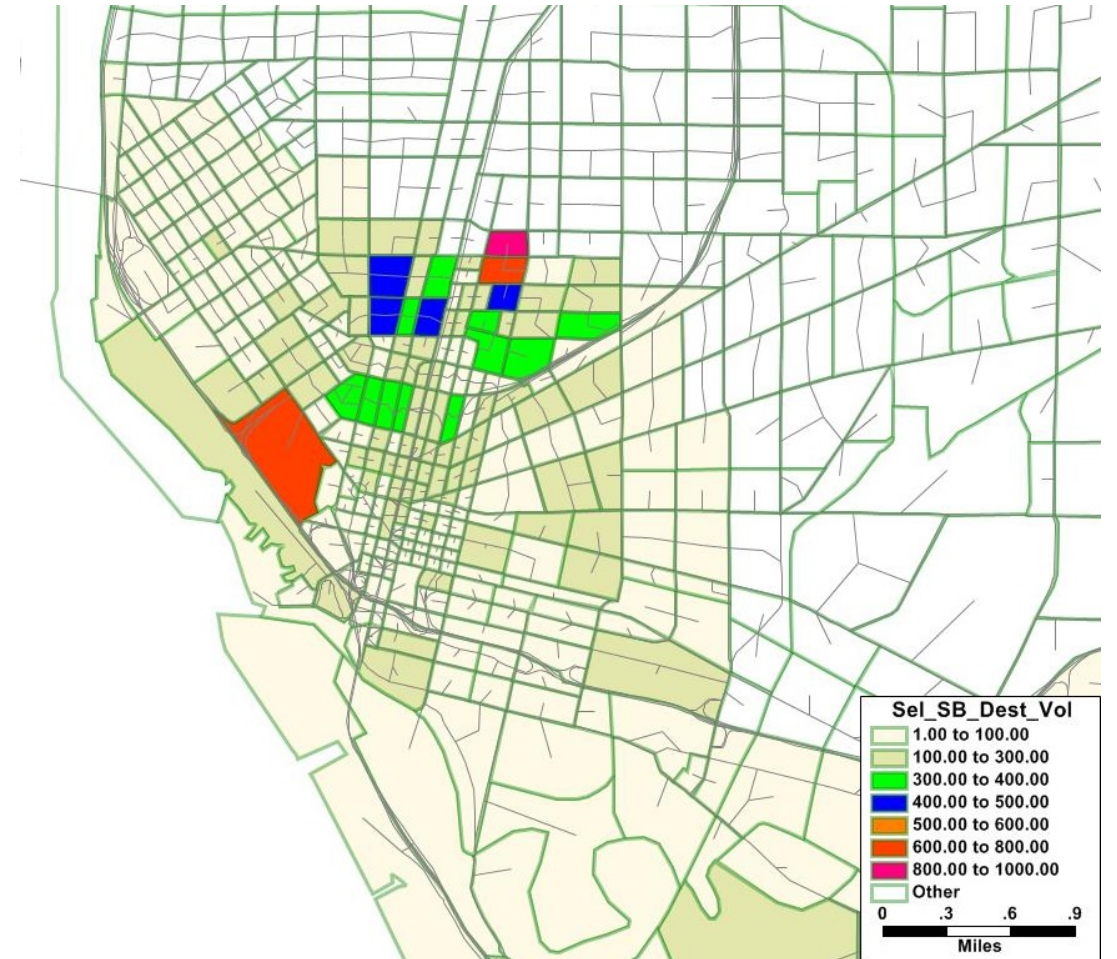 Sel_SB_Dest_Vol
1.00 to 100.00
100.00 to 300.00
300.00 to 400.00
400.00 to 500.00
500.00 to 600.00
600.00 to 800.00
800.00 to 1000.00
Other
0 .3 .6 .9
Miles